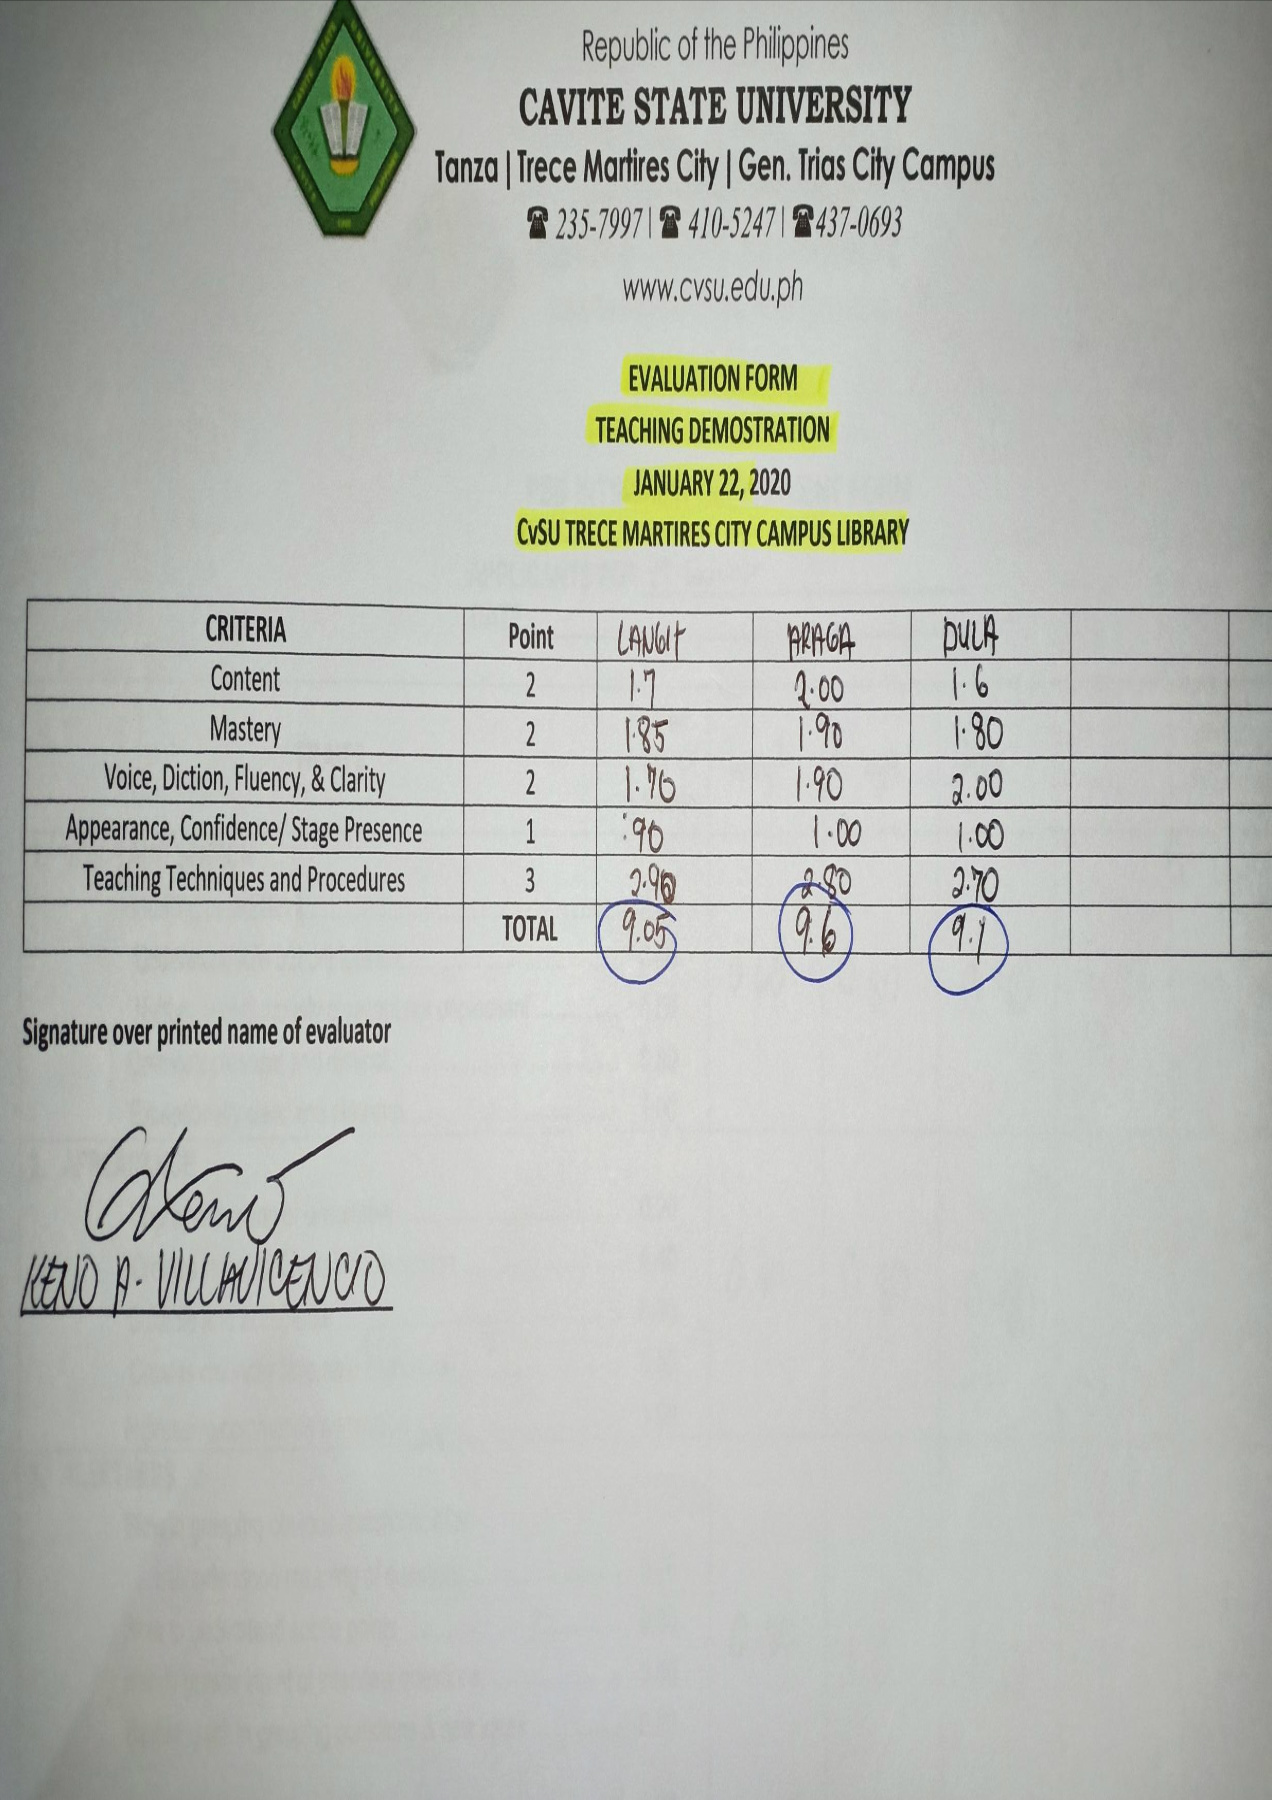 Republic of the Philippines
CAVITE STATE UNIVERSITY
Tanza | Trece Martires City | Gen. Trias City Campus
☎ 235-7997 | ☎ 410-5247 | ☎437-0693
www.cvsu.edu.ph
EVALUATION FORM
TEACHING DEMOSTRATION
JANUARY 22, 2020
CvSU TRECE MARTIRES CITY CAMPUS LIBRARY
CRITERIA Point LANGIT ARAGA DULA
Content 2 1.7 2.00 1.6
Mastery 2 1.85 1.90 1.80
Voice, Diction, Fluency, & Clarity 2 1.76 1.90 2.00
Appearance, Confidence/ Stage Presence 1 .90 1.00 1.00
Teaching Techniques and Procedures 3 2.80 2.70
TOTAL 9.05 9.6 9.1
Signature over printed name of evaluator
KENO A. VILLAVICENCIO